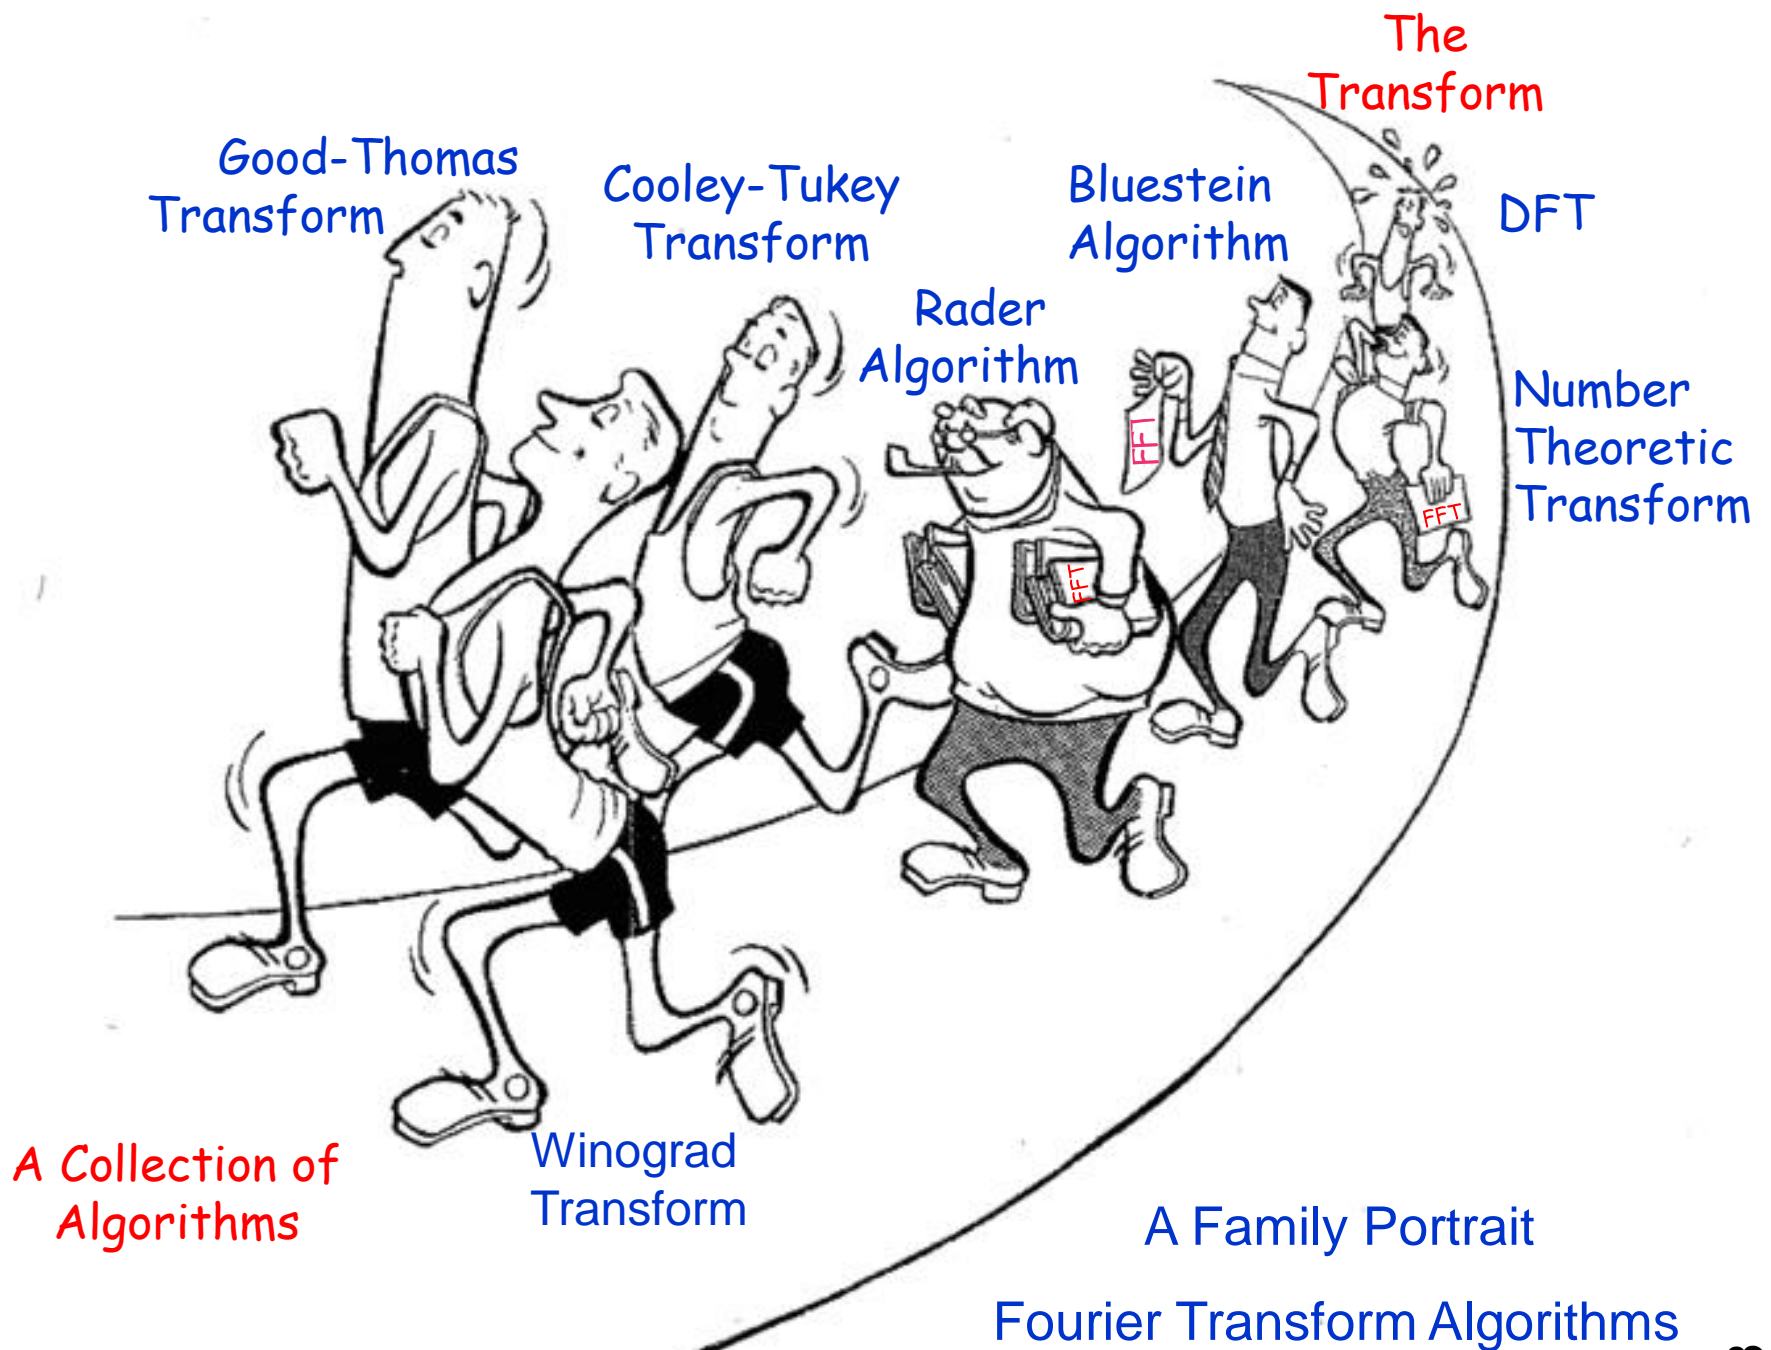 The
Transform
Good-Thomas
Transform
Cooley-Tukey
Transform
Bluestein
Algorithm
DFT
Rader
Algorithm
Number
Theoretic
Transform
FFT
FFT
FFT
A Collection of
Algorithms
Winograd
Transform
A Family Portrait
Fourier Transform Algorithms